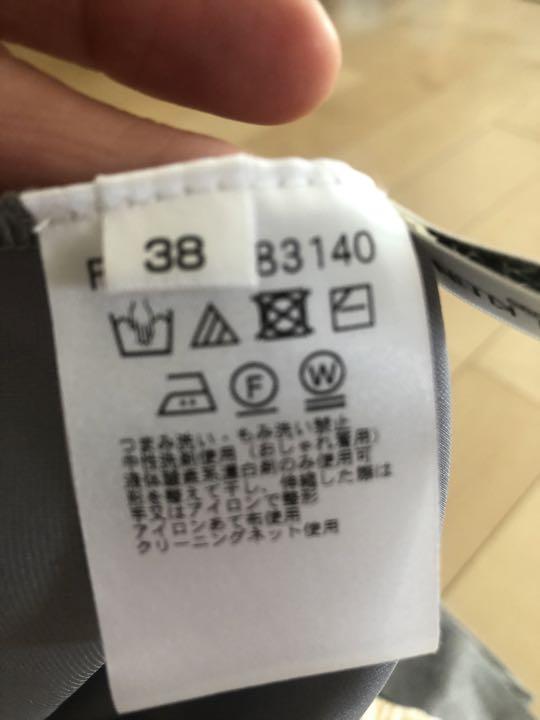 38
83140
F
W
つまみ洗い・もみ洗い禁止
中性洗剤使用（おしゃれ着用）
液体酸素系漂白剤のみ使用可
形を整えて干し、伸縮した際は
手又はアイロンで整形
アイロンあて布使用
クリーニングネット使用